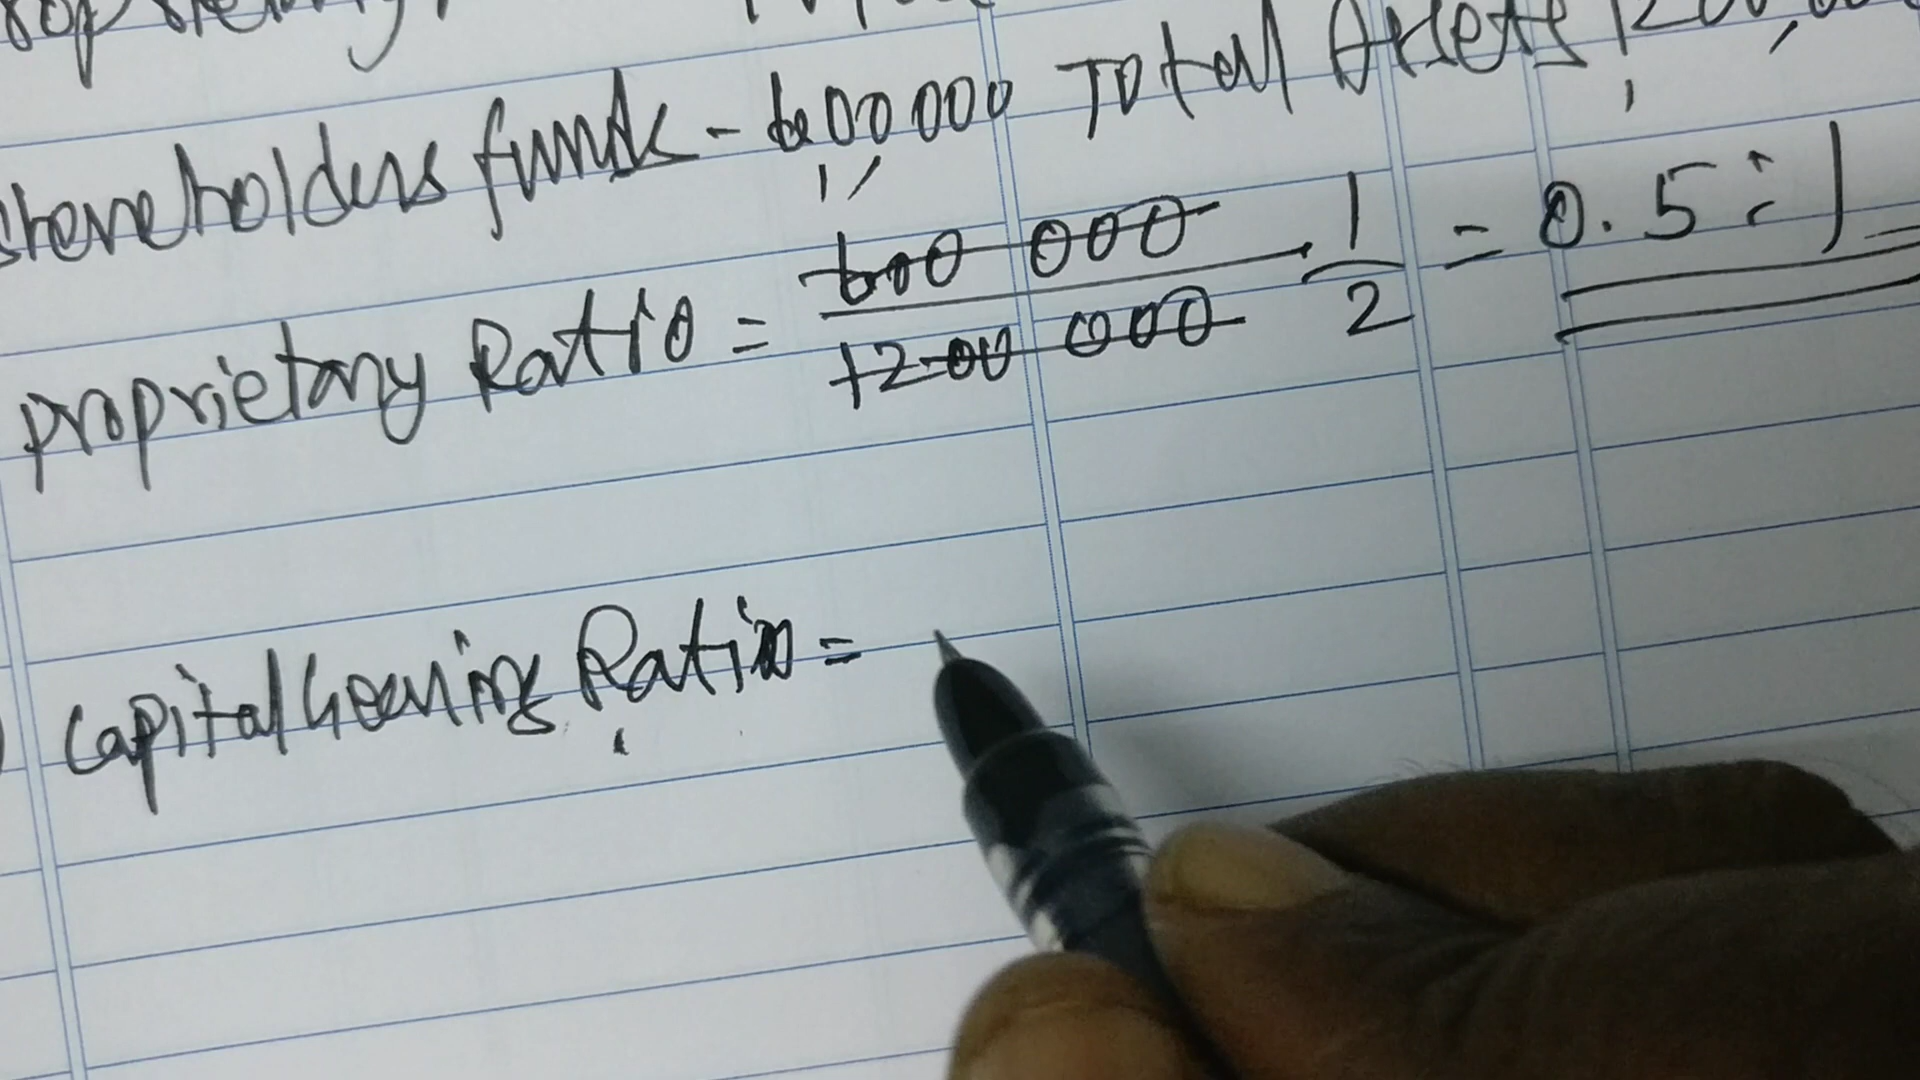 Shareholders funds - 600000 Total Assets 1200,000
proprietary Ratio = 600 000 / 1200 000 1/2 = 0.5:1
Capital Gearing Ratio =